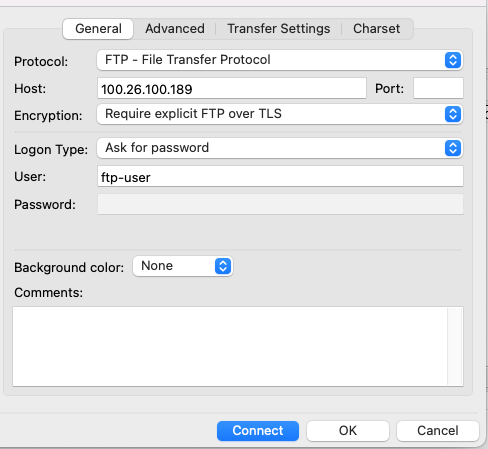 General Advanced Transfer Settings Charset
Protocol: FTP - File Transfer Protocol
Host: 100.26.100.189 Port:
Encryption: Require explicit FTP over TLS
Logon Type: Ask for password
User: ftp-user
Password:
Background color: None
Comments:
Connect OK Cancel